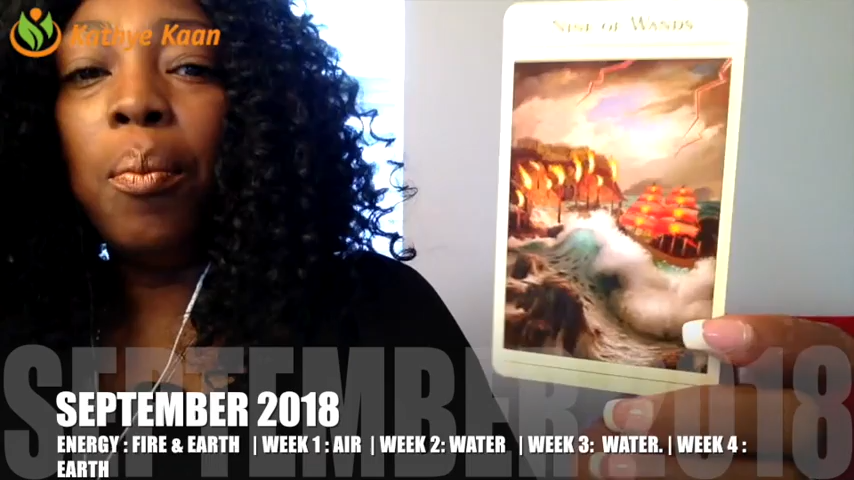 Kathye Kaan
NINE OF WANDS
SEPTEMBER 2018
SEPTEMBER 2018
ENERGY : FIRE & EARTH | WEEK 1 : AIR | WEEK 2: WATER | WEEK 3: WATER. | WEEK 4 :
EARTH